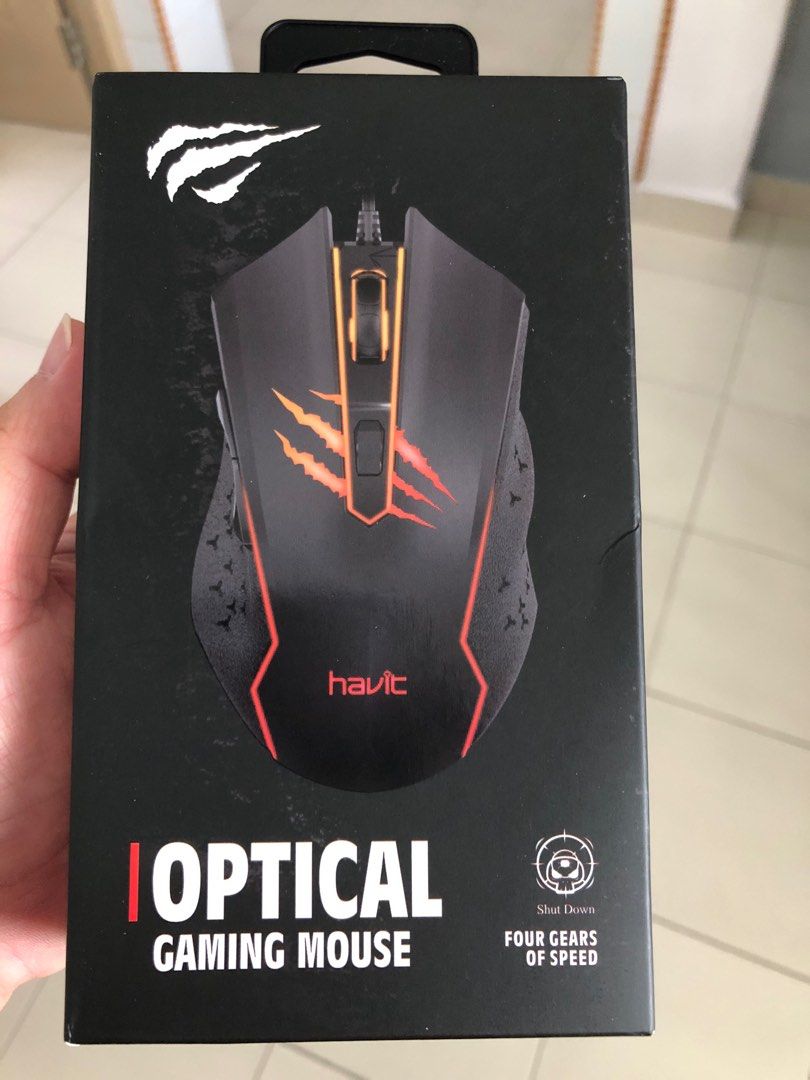 havit
OPTICAL
GAMING MOUSE
Shut Down
FOUR GEARS
OF SPEED